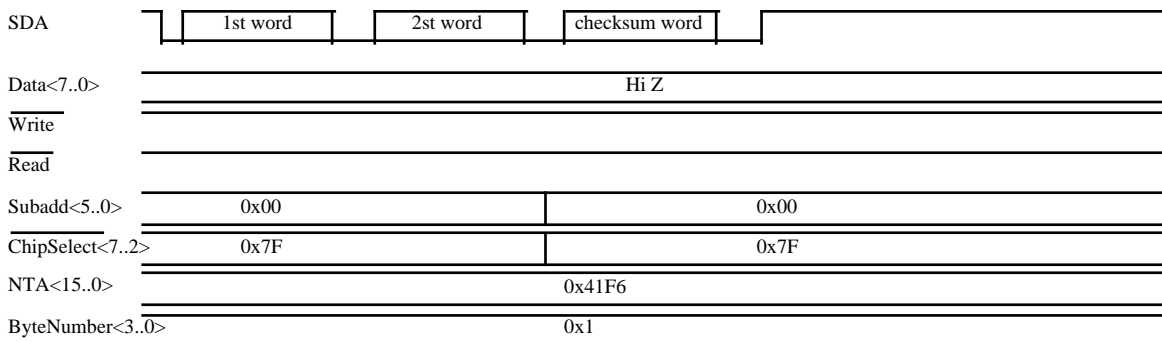 SDA 1st word 2st word checksum word
Data<7..0> Hi Z
Write
Read
Subadd<5..0> 0x00 0x00
ChipSelect<7..2> 0x7F 0x7F
NTA<15..0> 0x41F6
ByteNumber<3..0> 0x1